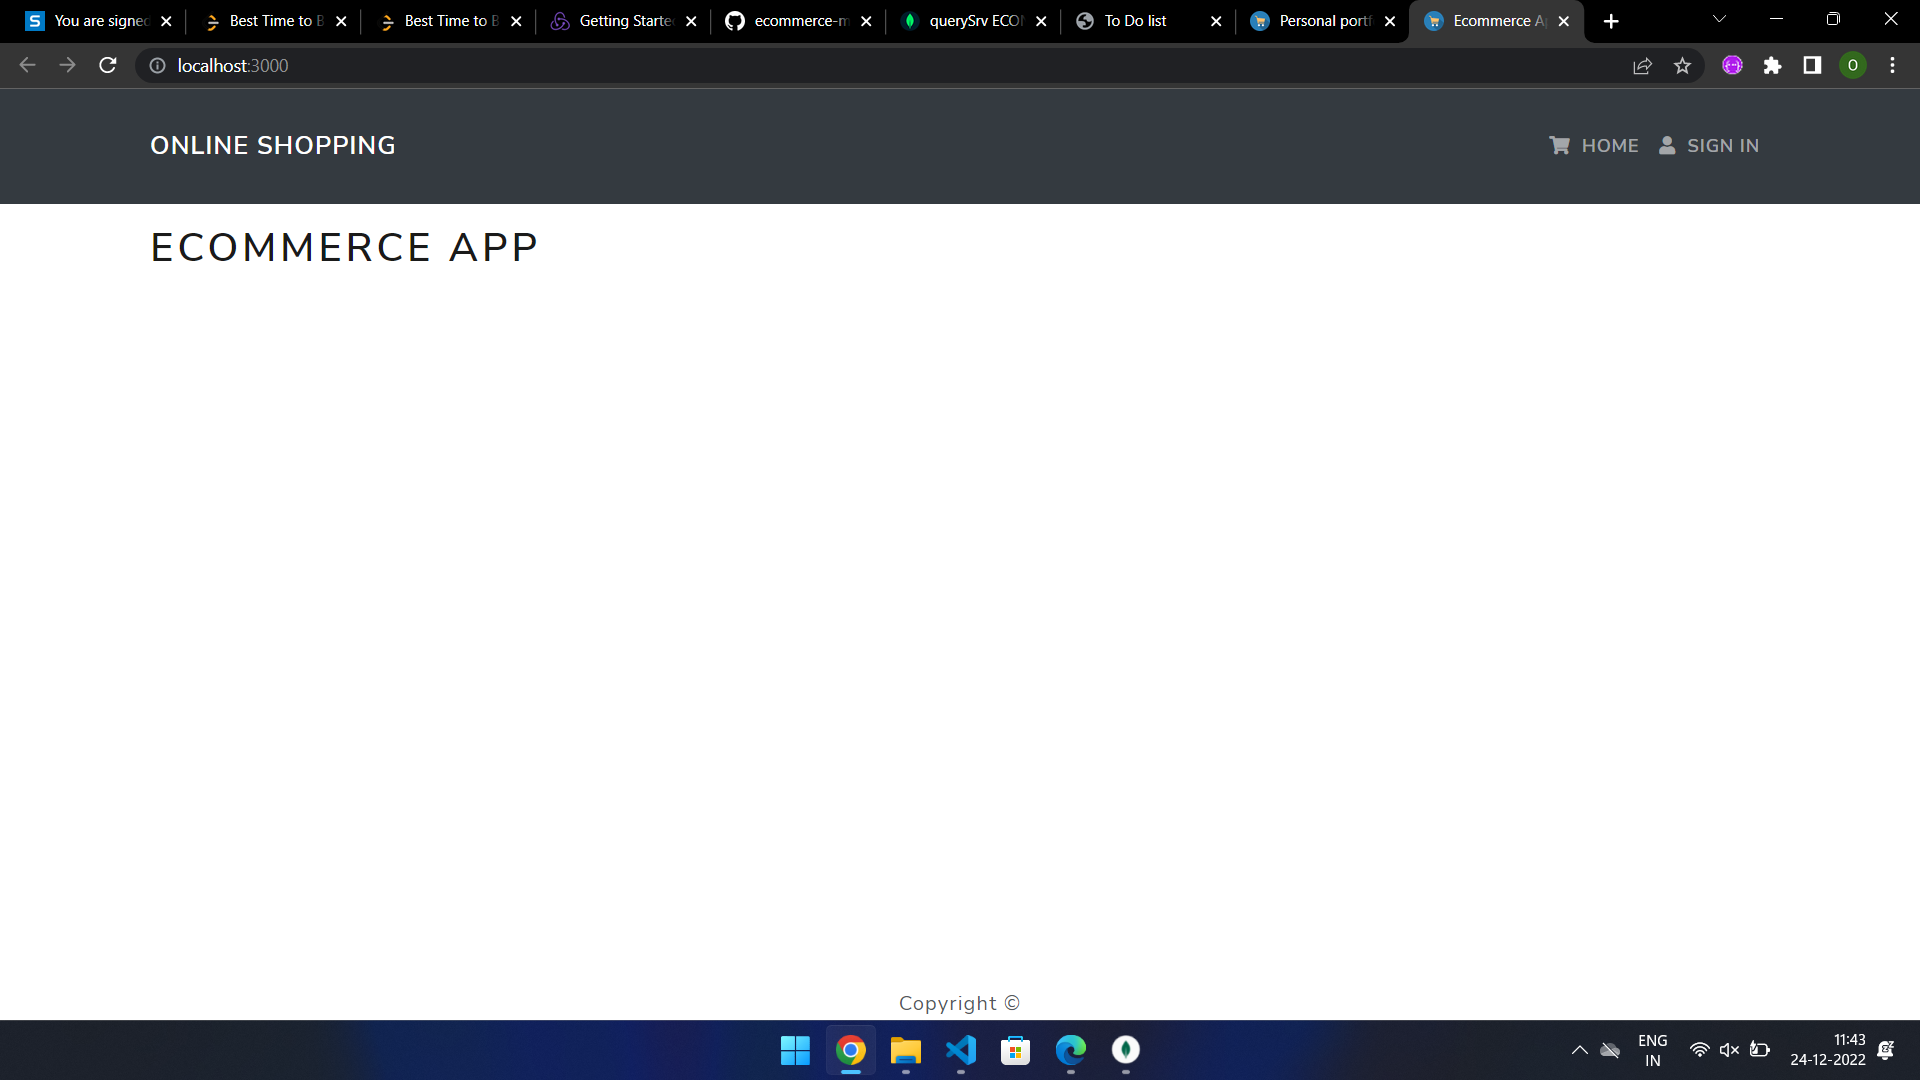 You are signed
Best Time to B
Best Time to B
Getting Starte
ecommerce-m
querySrv ECON
To Do list
Personal portf
Ecommerce A
localhost:3000
O
ONLINE SHOPPING
HOME
SIGN IN
ECOMMERCE APP
Copyright ©
ENG
IN
11:43
24-12-2022